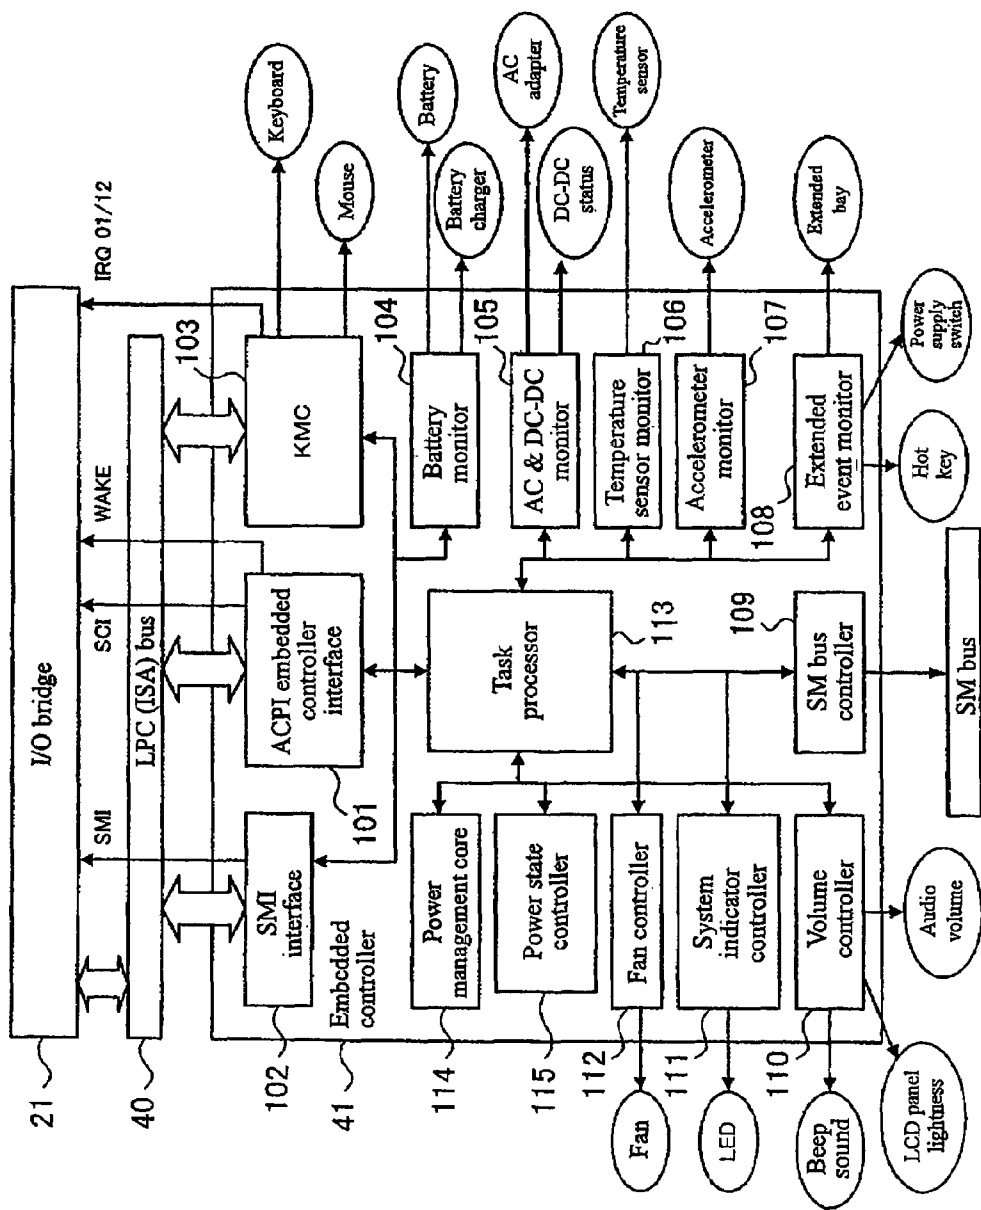 21
I/O bridge
SMI
SCI
WAKE
IRQ 01/12
40
LPC (ISA) bus
102
SMI
interface
101
ACPI embedded
controller
interface
103
KMC
Keyboard
Mouse
41
Embedded
controller
114
Power
management core
104
Battery
monitor
Battery
Battery
charger
115
Power state
controller
Task
processor
113
105
AC & DC-DC
monitor
AC
adapter
DC-DC
status
112
Fan controller
Fan
106
Temperature
sensor monitor
Temperature
sensor
111
System
indicator
controller
LED
107
Accelerometer
monitor
Accelerometer
110
Volume
controller
Beep
sound
LCD panel
lightness
Audio
volume
109
SM bus
controller
SM bus
108
Extended
event monitor
Extended
bay
Hot
key
Power
supply
switch